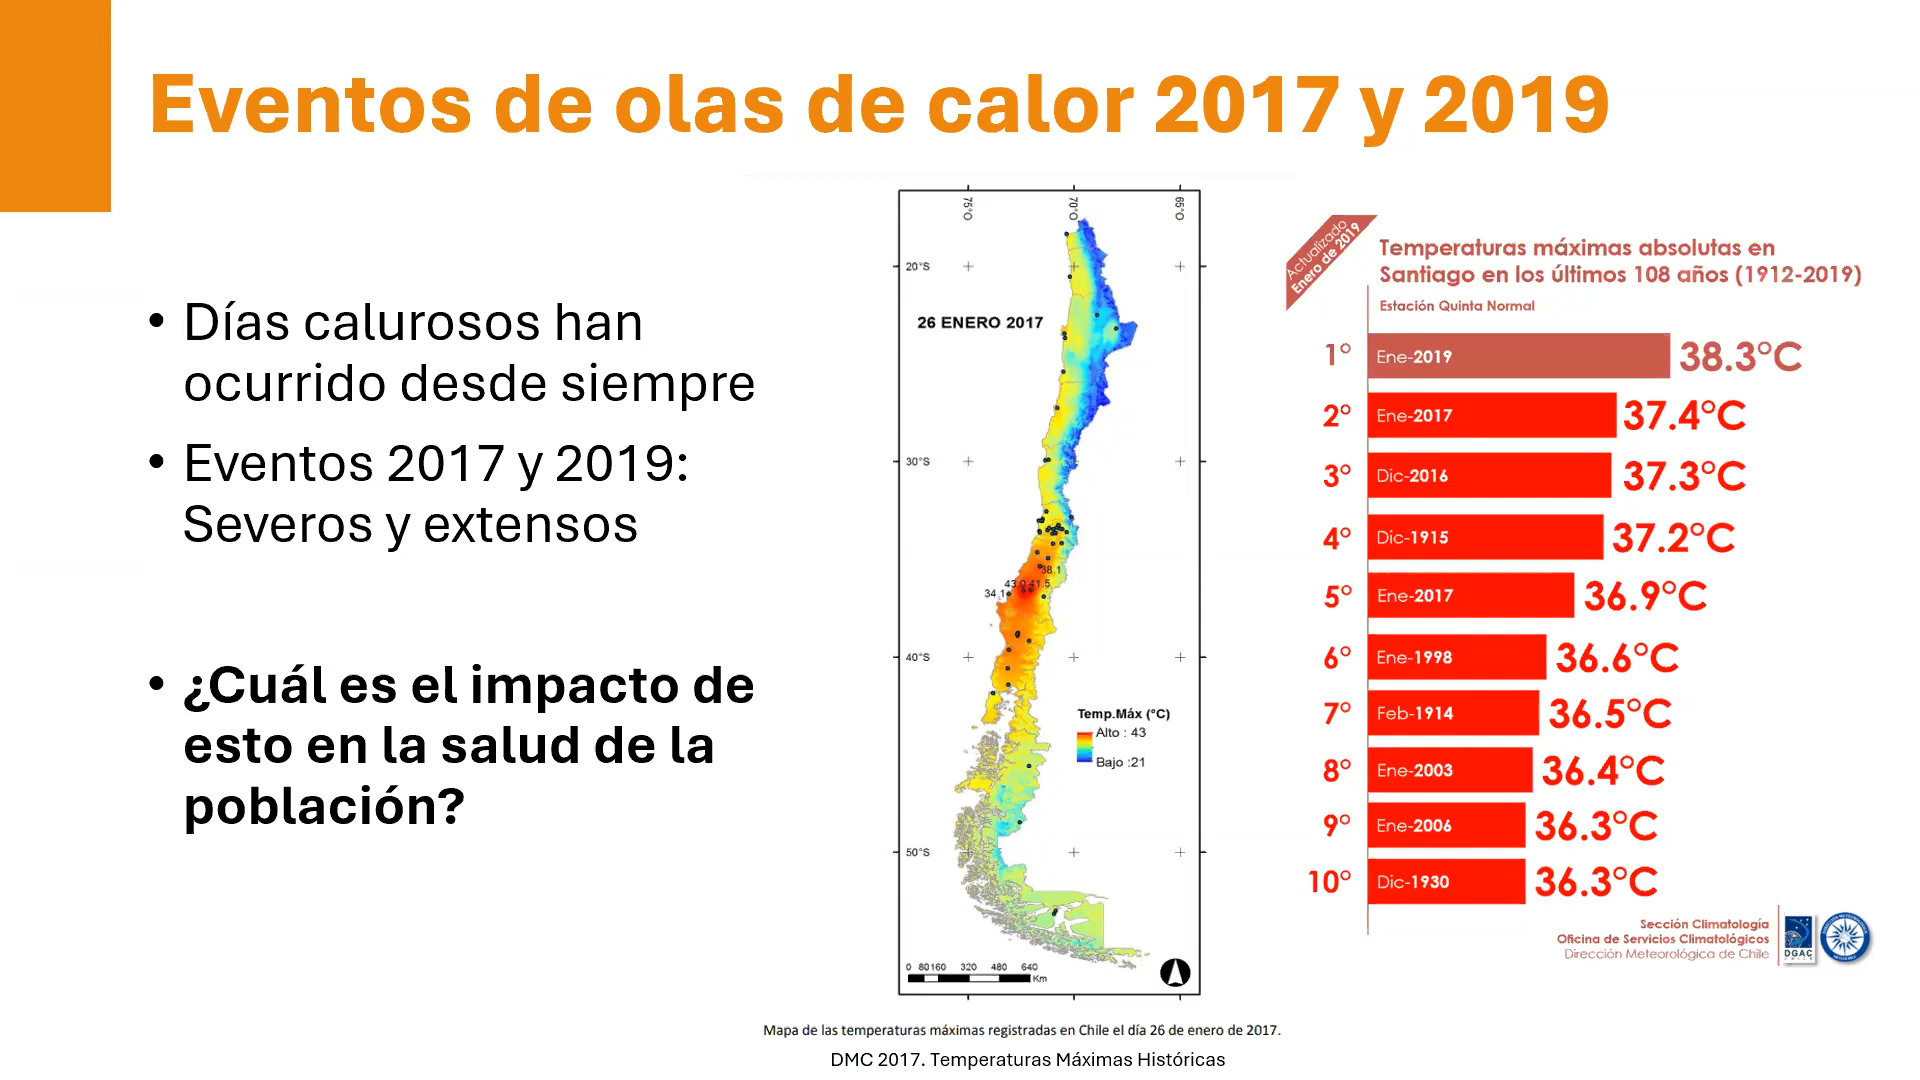 Eventos de olas de calor 2017 y 2019
• Días calurosos han
ocurrido desde siempre
• Eventos 2017 y 2019:
Severos y extensos
• ¿Cuál es el impacto de
esto en la salud de la
población?
75°O
70°O
65°O
20°S
26 ENERO 2017
30°S
38.1
43.0 41.5
34.1
40°S
Temp.Máx (°C)
Alto : 43
Bajo :21
50°S
0 80 160 320 480 640
Km
Mapa de las temperaturas máximas registradas en Chile el día 26 de enero de 2017.
DMC 2017. Temperaturas Máximas Históricas
Actualizado
Enero de 2019
Temperaturas máximas absolutas en
Santiago en los últimos 108 años (1912-2019)
Estación Quinta Normal
1° Ene-2019 38.3°C
2° Ene-2017 37.4°C
3° Dic-2016 37.3°C
4° Dic-1915 37.2°C
5° Ene-2017 36.9°C
6° Ene-1998 36.6°C
7° Feb-1914 36.5°C
8° Ene-2003 36.4°C
9° Ene-2006 36.3°C
10° Dic-1930 36.3°C
Sección Climatología
Oficina de Servicios Climatológicos
Dirección Meteorológica de Chile
DGAC
CHILE